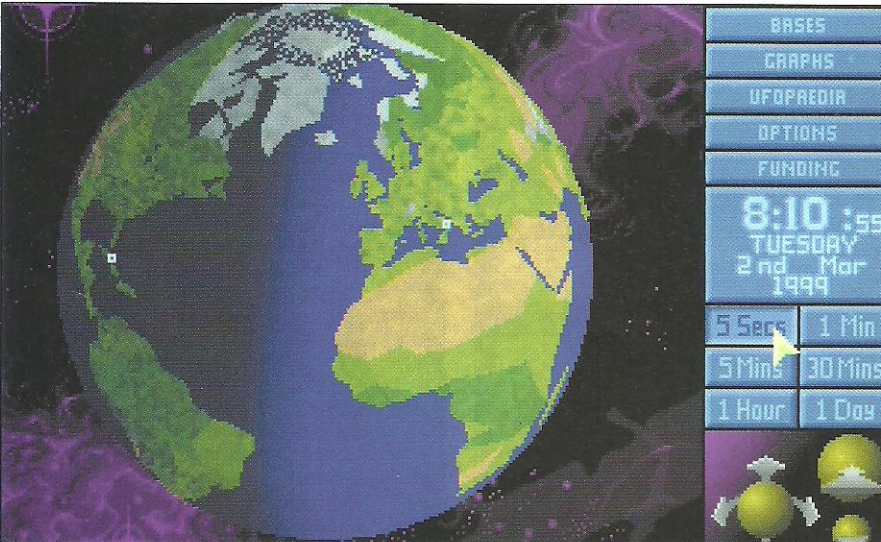 BASES
GRAPHS
UFOPAEDIA
OPTIONS
FUNDING
8:10 :55
TUESDAY
2nd Mar
1999
5 Secs 1 Min
5 Mins 30 Mins
1 Hour 1 Day